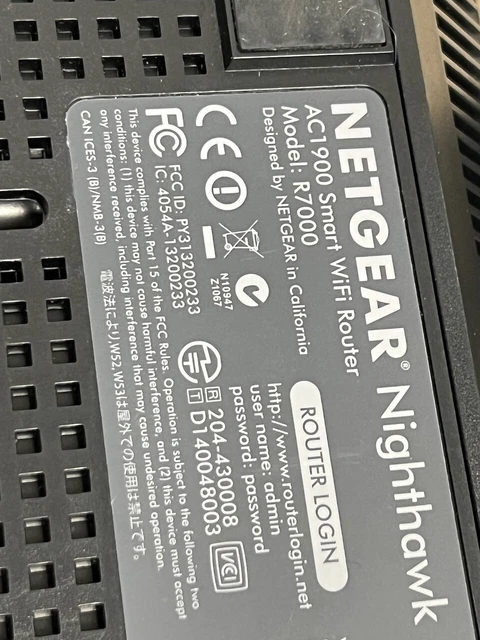 NETGEAR® Nighthawk
AC1900 Smart WiFi Router
Model: R7000
Designed by NETGEAR in California
ROUTER LOGIN
http://www.routerlogin.net
user name: admin
password: password
CE
N10947
Z1067
R 204-430008
T D140048003
VCI
FC FCC ID: PY313200233
IC: 4054A-13200233
This device complies with Part 15 of the FCC Rules. Operation is subject to the following two
conditions: (1) this device may not cause harmful interference, and (2) this device must accept
any interference received, including interference that may cause undesired operation.
CAN ICES-3 (B)/NMB-3(B)
電波法により,W52,W53は屋外での使用は禁止です。